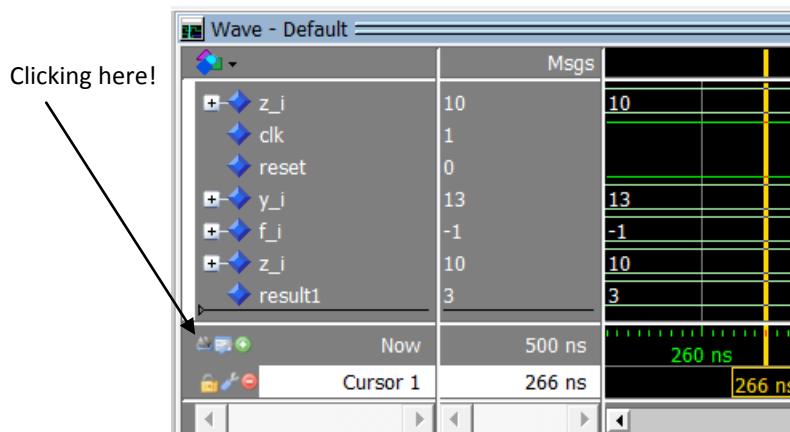 Wave - Default
Msgs
Clicking here!
z_i 10 10
clk 1
reset 0
y_i 13 13
f_i -1 -1
z_i 10 10
result1 3 3
Now 500 ns 260 ns
Cursor 1 266 ns 266 ns